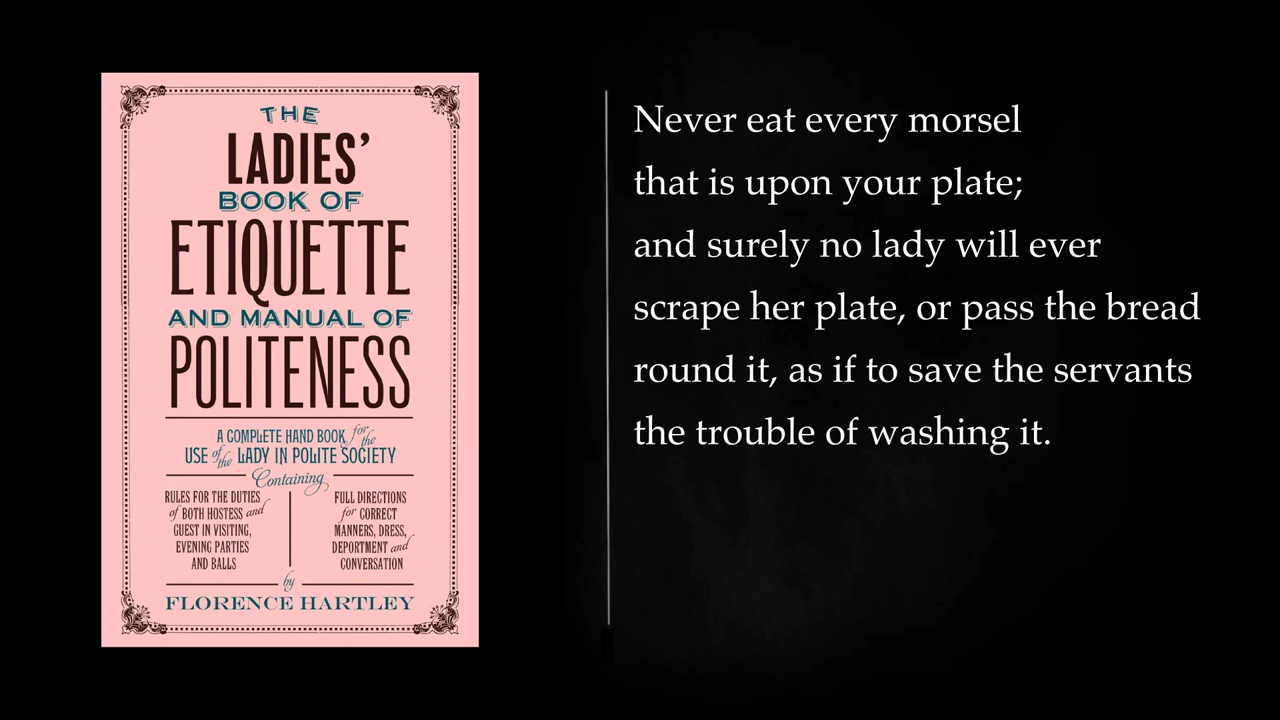 THE
LADIES'
BOOK OF
ETIQUETTE
AND MANUAL OF
POLITENESS
A COMPLETE HAND BOOK for the
USE of the LADY IN POLITE SOCIETY
Containing
RULES FOR THE DUTIES
of BOTH HOSTESS and
GUEST IN VISITING,
EVENING PARTIES
AND BALLS
FULL DIRECTIONS
for CORRECT
MANNERS, DRESS,
DEPORTMENT and
CONVERSATION
by
FLORENCE HARTLEY
Never eat every morsel
that is upon your plate;
and surely no lady will ever
scrape her plate, or pass the bread
round it, as if to save the servants
the trouble of washing it.